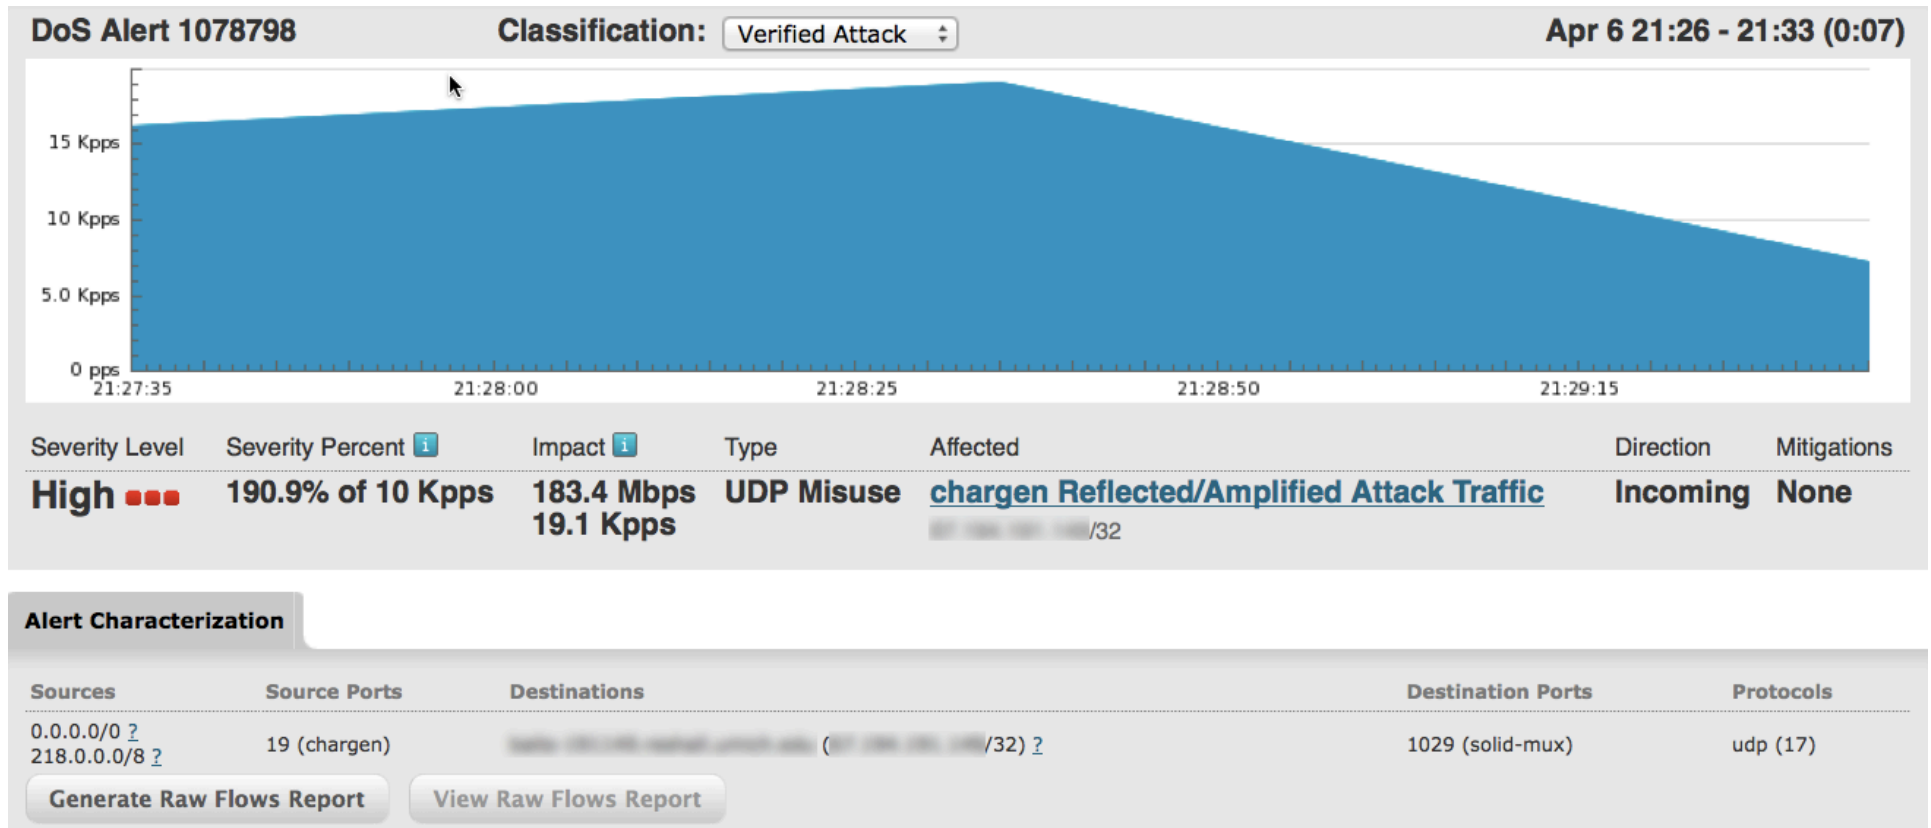 DoS Alert 1078798 Classification: Verified Attack Apr 6 21:26 - 21:33 (0:07)
15 Kpps
10 Kpps
5.0 Kpps
0 pps
21:27:35 21:28:00 21:28:25 21:28:50 21:29:15
Severity Level Severity Percent i Impact i Type Affected Direction Mitigations
High 190.9% of 10 Kpps 183.4 Mbps UDP Misuse chargen Reflected/Amplified Attack Traffic Incoming None
19.1 Kpps /32
Alert Characterization
Sources Source Ports Destinations Destination Ports Protocols
0.0.0.0/0 ?
218.0.0.0/8 ? 19 (chargen) ( /32) ? 1029 (solid-mux) udp (17)
Generate Raw Flows Report View Raw Flows Report